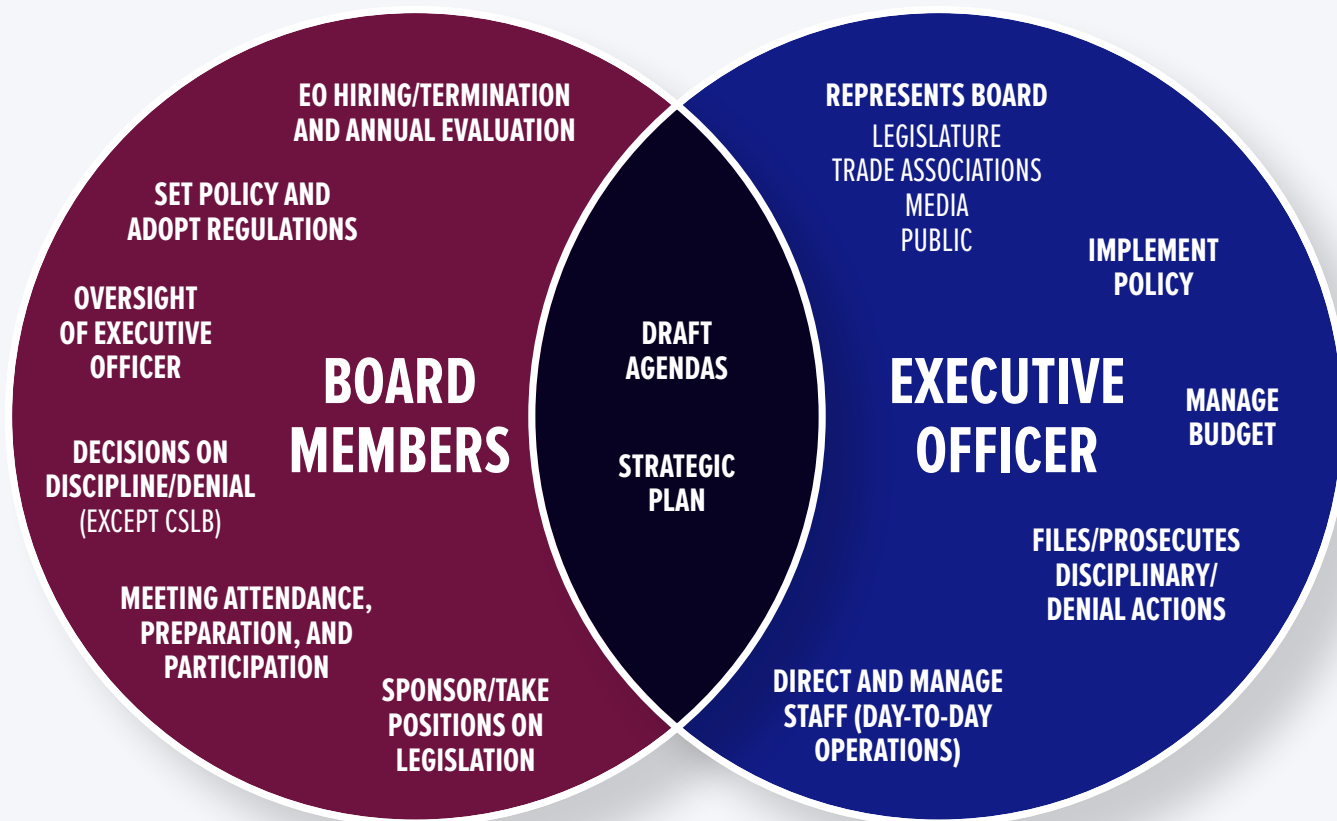 EO HIRING/TERMINATION
AND ANNUAL EVALUATION
SET POLICY AND
ADOPT REGULATIONS
OVERSIGHT
OF EXECUTIVE
OFFICER
BOARD
MEMBERS
DECISIONS ON
DISCIPLINE/DENIAL
(EXCEPT CSLB)
MEETING ATTENDANCE,
PREPARATION, AND
PARTICIPATION
SPONSOR/TAKE
POSITIONS ON
LEGISLATION
DRAFT
AGENDAS
STRATEGIC
PLAN
REPRESENTS BOARD
LEGISLATURE
TRADE ASSOCIATIONS
MEDIA
PUBLIC
IMPLEMENT
POLICY
EXECUTIVE
OFFICER
MANAGE
BUDGET
FILES/PROSECUTES
DISCIPLINARY/
DENIAL ACTIONS
DIRECT AND MANAGE
STAFF (DAY-TO-DAY
OPERATIONS)